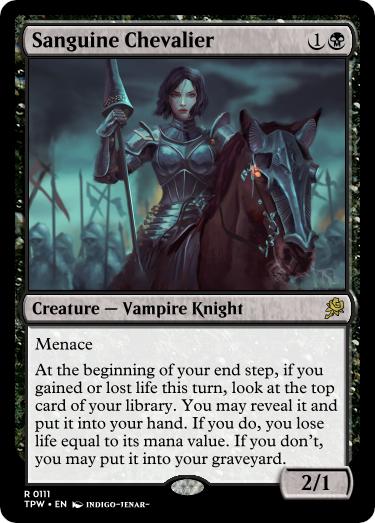 Sanguine Chevalier 1
Creature — Vampire Knight
Menace
At the beginning of your end step, if you
gained or lost life this turn, look at the top
card of your library. You may reveal it and
put it into your hand. If you do, you lose
life equal to its mana value. If you don't,
you may put it into your graveyard.
2/1
R 0111
TPW • EN INDIGO-JENAR-